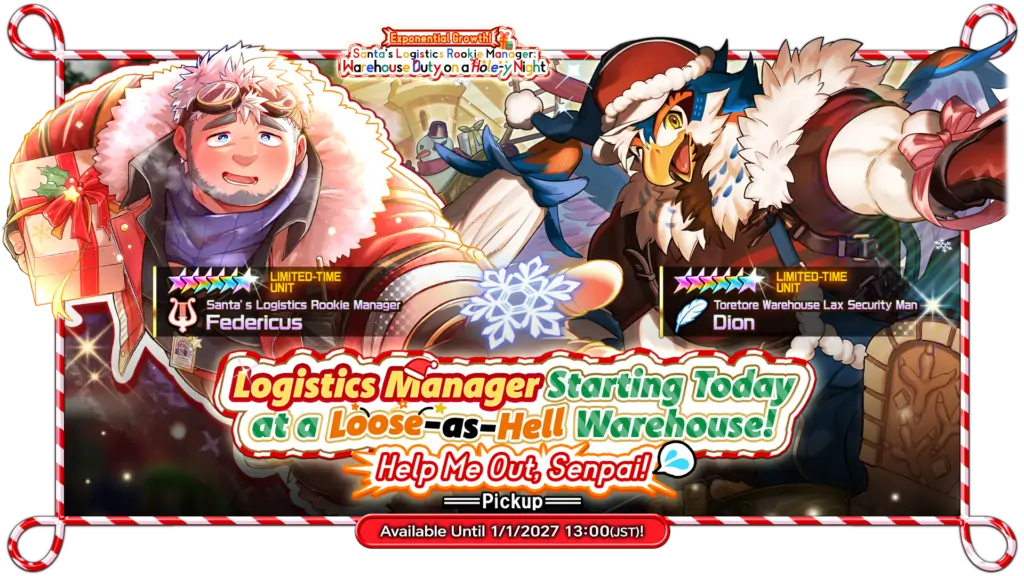 Exponential Growth!
Santa's Logistics Rookie Manager:
Warehouse Duty on a Hole-y Night
LIMITED-TIME
UNIT
Santa's Logistics Rookie Manager
Federicus
LIMITED-TIME
UNIT
Toretore Warehouse Lax Security Man
Dion
Logistics Manager Starting Today
at a Loose-as-Hell Warehouse!
Help Me Out, Senpai!
Pickup
Available Until 1/1/2027 13:00(JST)!